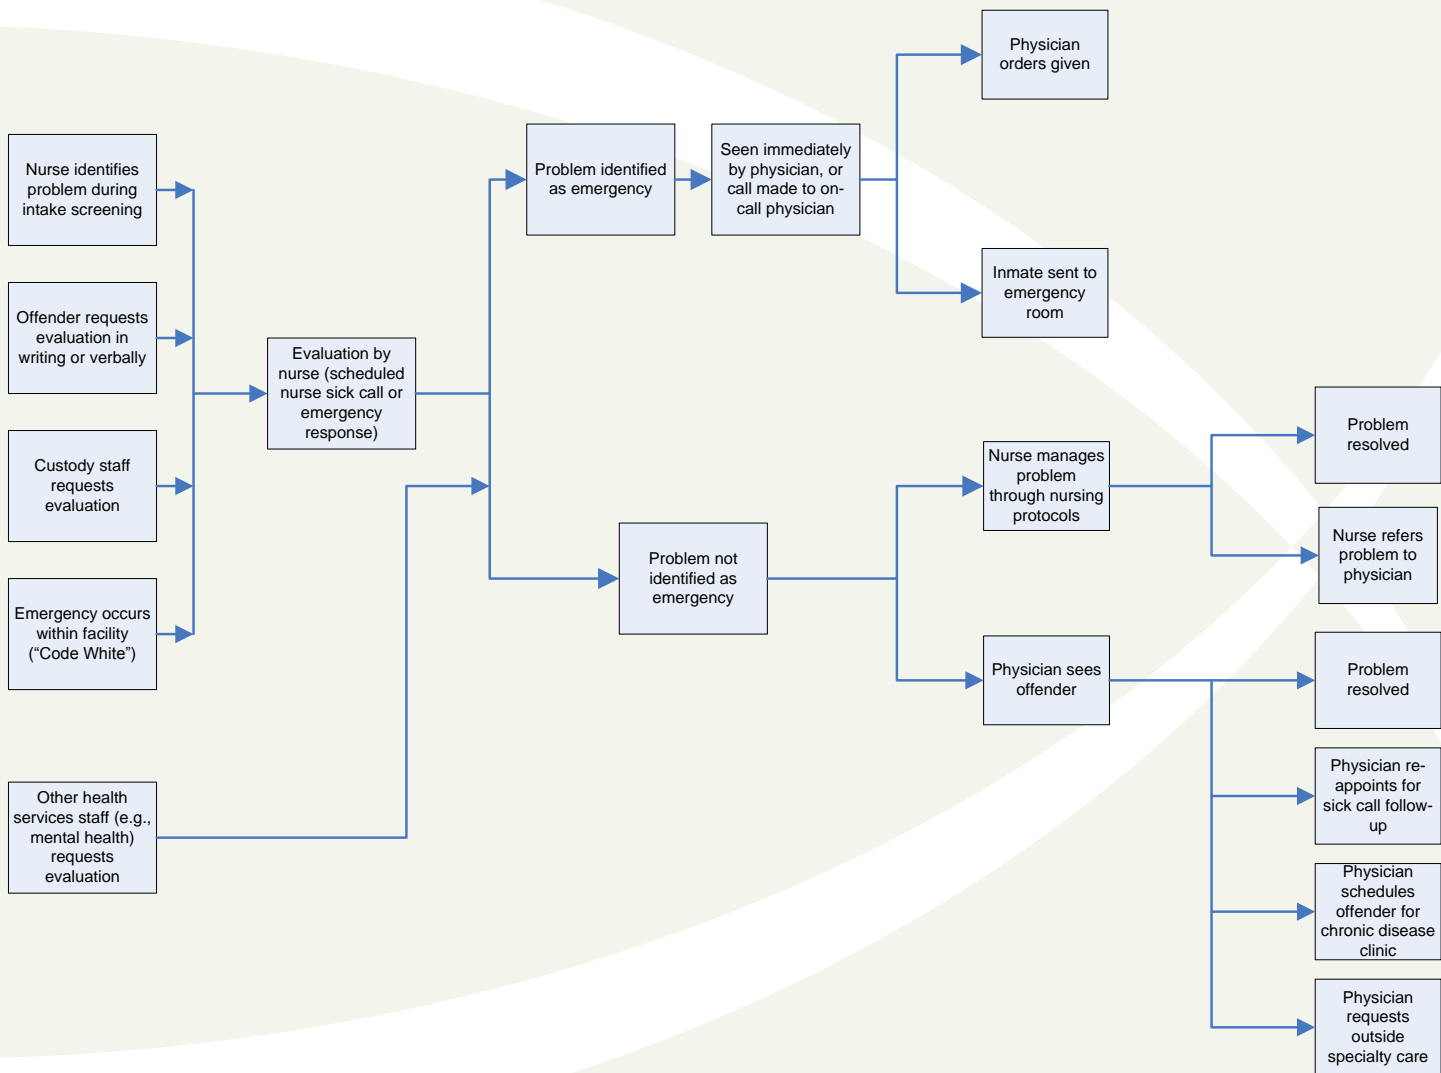 Physician
orders given
Nurse identifies
problem during
intake screening
Problem identified
as emergency
Seen immediately
by physician, or
call made to on-
call physician
Inmate sent to
emergency
room
Offender requests
evaluation in
writing or verbally
Evaluation by
nurse (scheduled
nurse sick call or
emergency
response)
Custody staff
requests
evaluation
Emergency occurs
within facility
(“Code White”)
Other health
services staff (e.g.,
mental health)
requests
evaluation
Problem not
identified as
emergency
Nurse manages
problem
through nursing
protocols
Problem
resolved
Nurse refers
problem to
physician
Physician sees
offender
Problem
resolved
Physician re-
appoints for
sick call follow-
up
Physician
schedules
offender for
chronic disease
clinic
Physician
requests
outside
specialty care